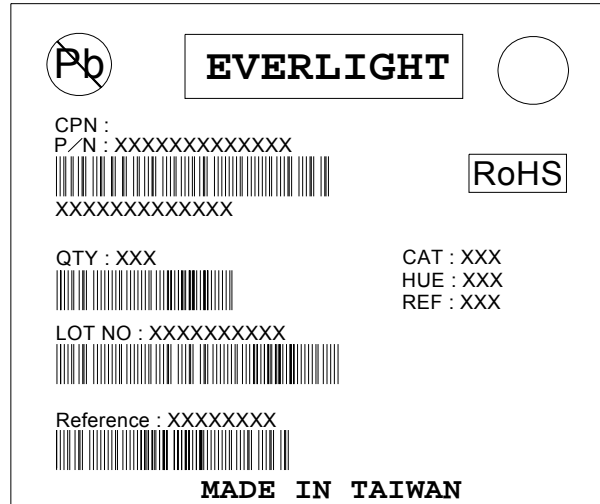 Pb
EVERLIGHT
CPN :
P/N : XXXXXXXXXXXXX
RoHS
XXXXXXXXXXXXX
QTY : XXX
CAT : XXX
HUE : XXX
REF : XXX
LOT NO : XXXXXXXXXX
Reference : XXXXXXXX
MADE IN TAIWAN